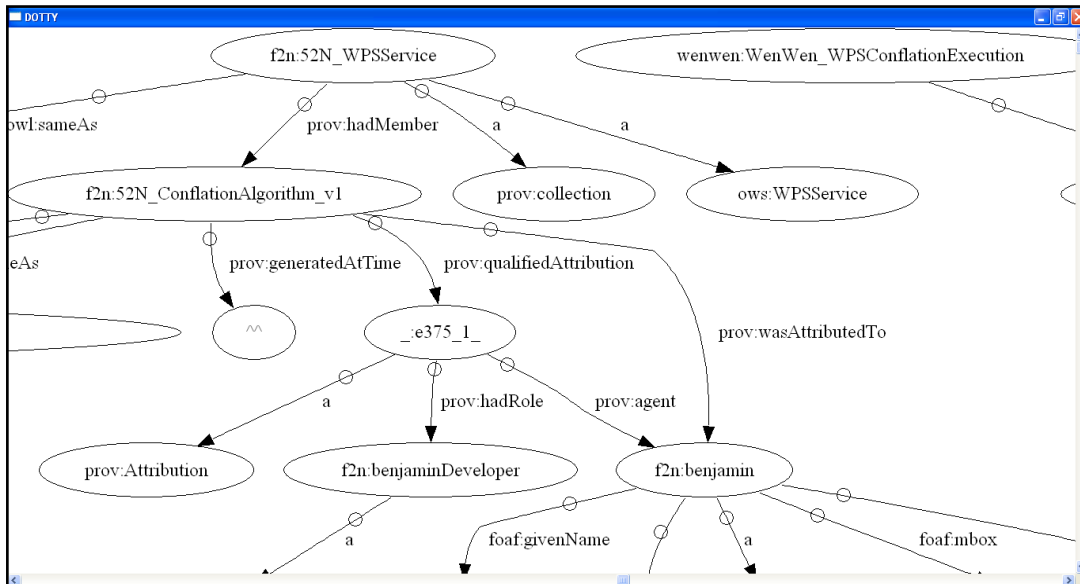 DOTTY
f2n:52N_WPSService
wenwen:WenWen_WPSConflationExecution
owl:sameAs
prov:hadMember
a
a
f2n:52N_ConflationAlgorithm_v1
prov:collection
ows:WPSService
eAs
prov:generatedAtTime
prov:qualifiedAttribution
^^
_:e375_1_
prov:wasAttributedTo
a
prov:hadRole
prov:agent
prov:Attribution
f2n:benjaminDeveloper
f2n:benjamin
a
foaf:givenName
a
foaf:mbox